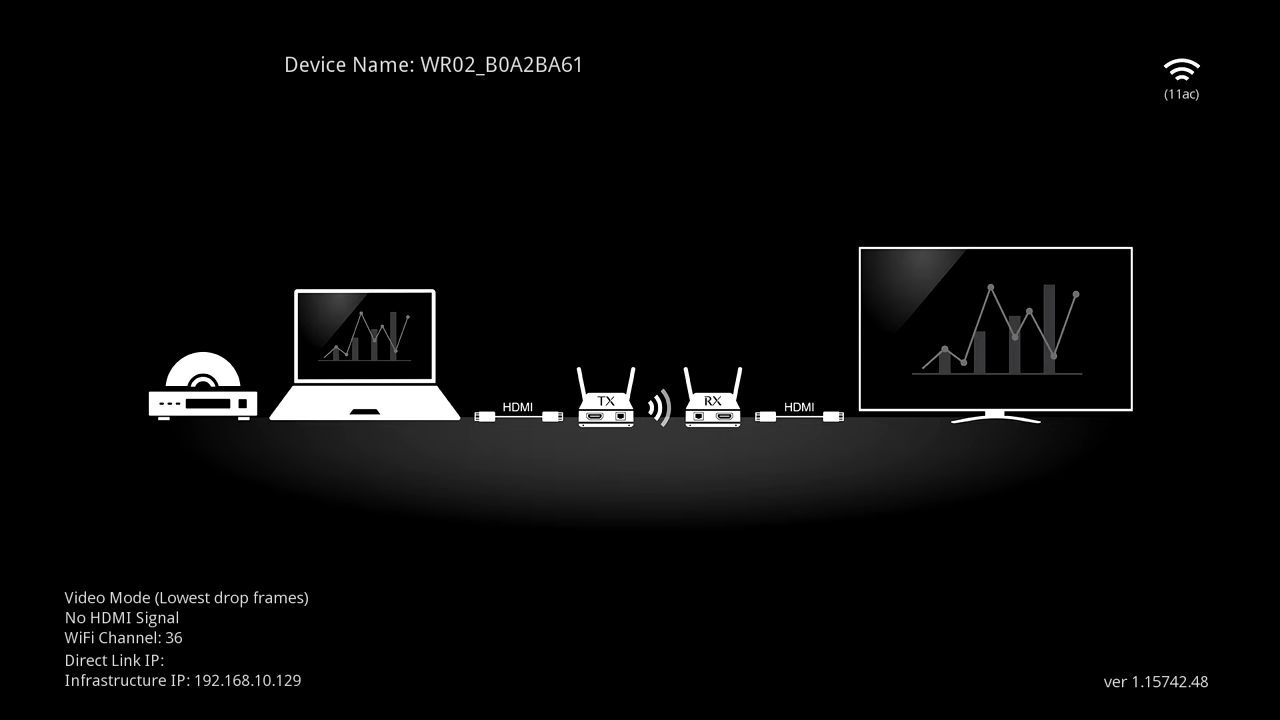 Device Name: WR02_B0A2BA61
(11ac)
HDMI
TX
RX
HDMI
Video Mode (Lowest drop frames)
No HDMI Signal
WiFi Channel: 36
Direct Link IP:
Infrastructure IP: 192.168.10.129
ver 1.15742.48